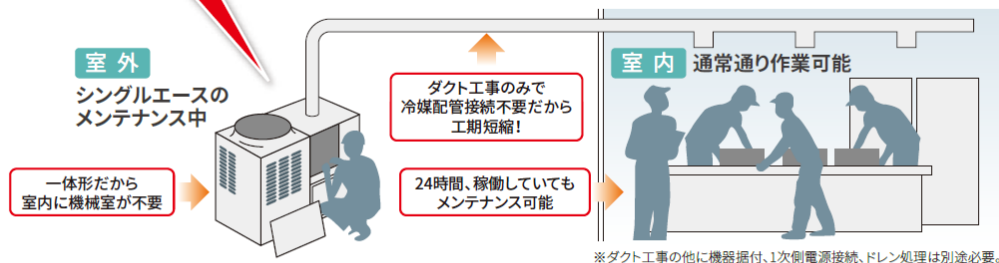 室外
シングルエースの
メンテナンス中
一体形だから
室内に機械室が不要
ダクト工事のみで
冷媒配管接続不要だから
工期短縮！
24時間、稼働していても
メンテナンス可能
室内 通常通り作業可能
※ダクト工事の他に機器据付、1次側電源接続、ドレン処理は別途必要。